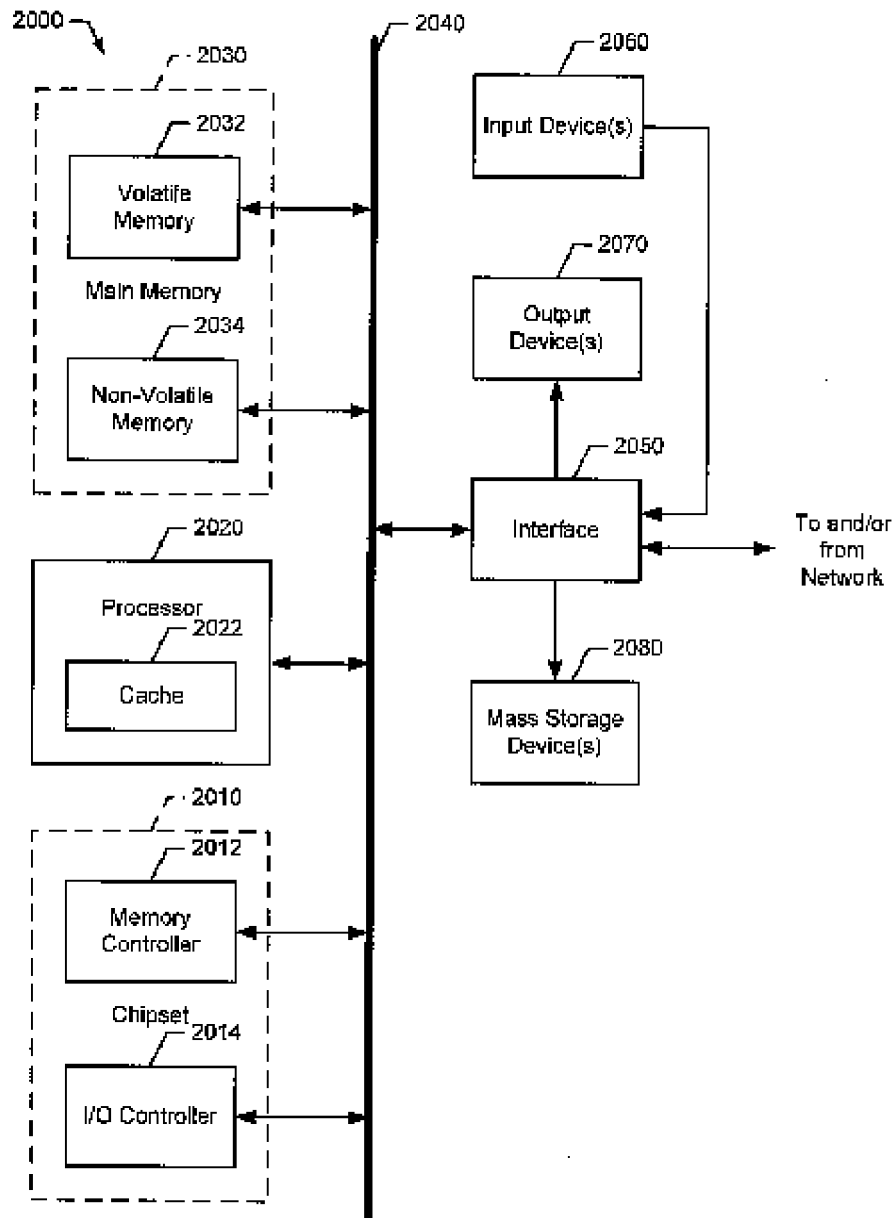 2000
2040
2060
2030
2032
Input Device(s)
Volatile
Memory
2070
Main Memory
Output
Device(s)
2034
Non-Volatile
Memory
2050
Interface
To and/or
from
Network
2020
Processor
2022
Cache
2080
Mass Storage
Device(s)
2010
2012
Memory
Controller
Chipset
2014
I/O Controller